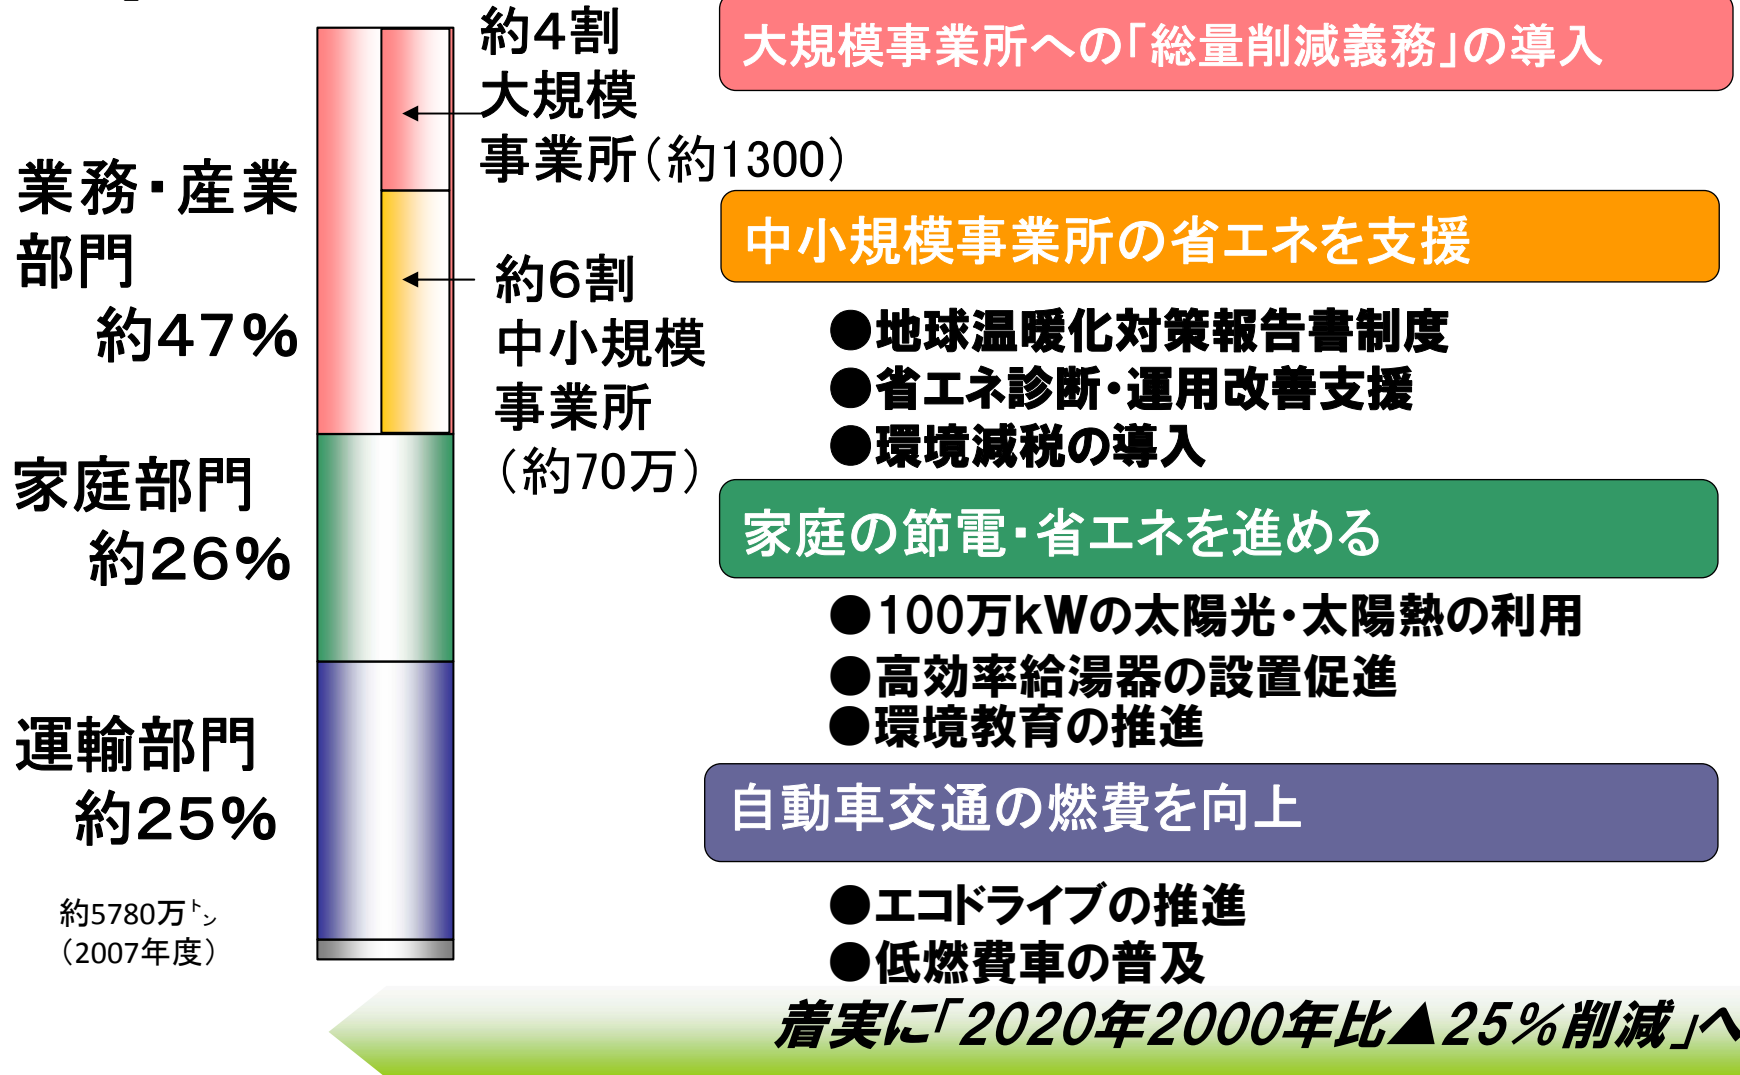 業務・産業
部門
約47%
家庭部門
約26%
運輸部門
約25%
約5780万㌧
（2007年度）
約4割
大規模
事業所（約1300）
約6割
中小規模
事業所
（約70万）
大規模事業所への「総量削減義務」の導入
中小規模事業所の省エネを支援
●地球温暖化対策報告書制度
●省エネ診断・運用改善支援
●環境減税の導入
家庭の節電・省エネを進める
●100万kWの太陽光・太陽熱の利用
●高効率給湯器の設置促進
●環境教育の推進
自動車交通の燃費を向上
●エコドライブの推進
●低燃費車の普及
着実に「2020年2000年比▲25%削減」へ